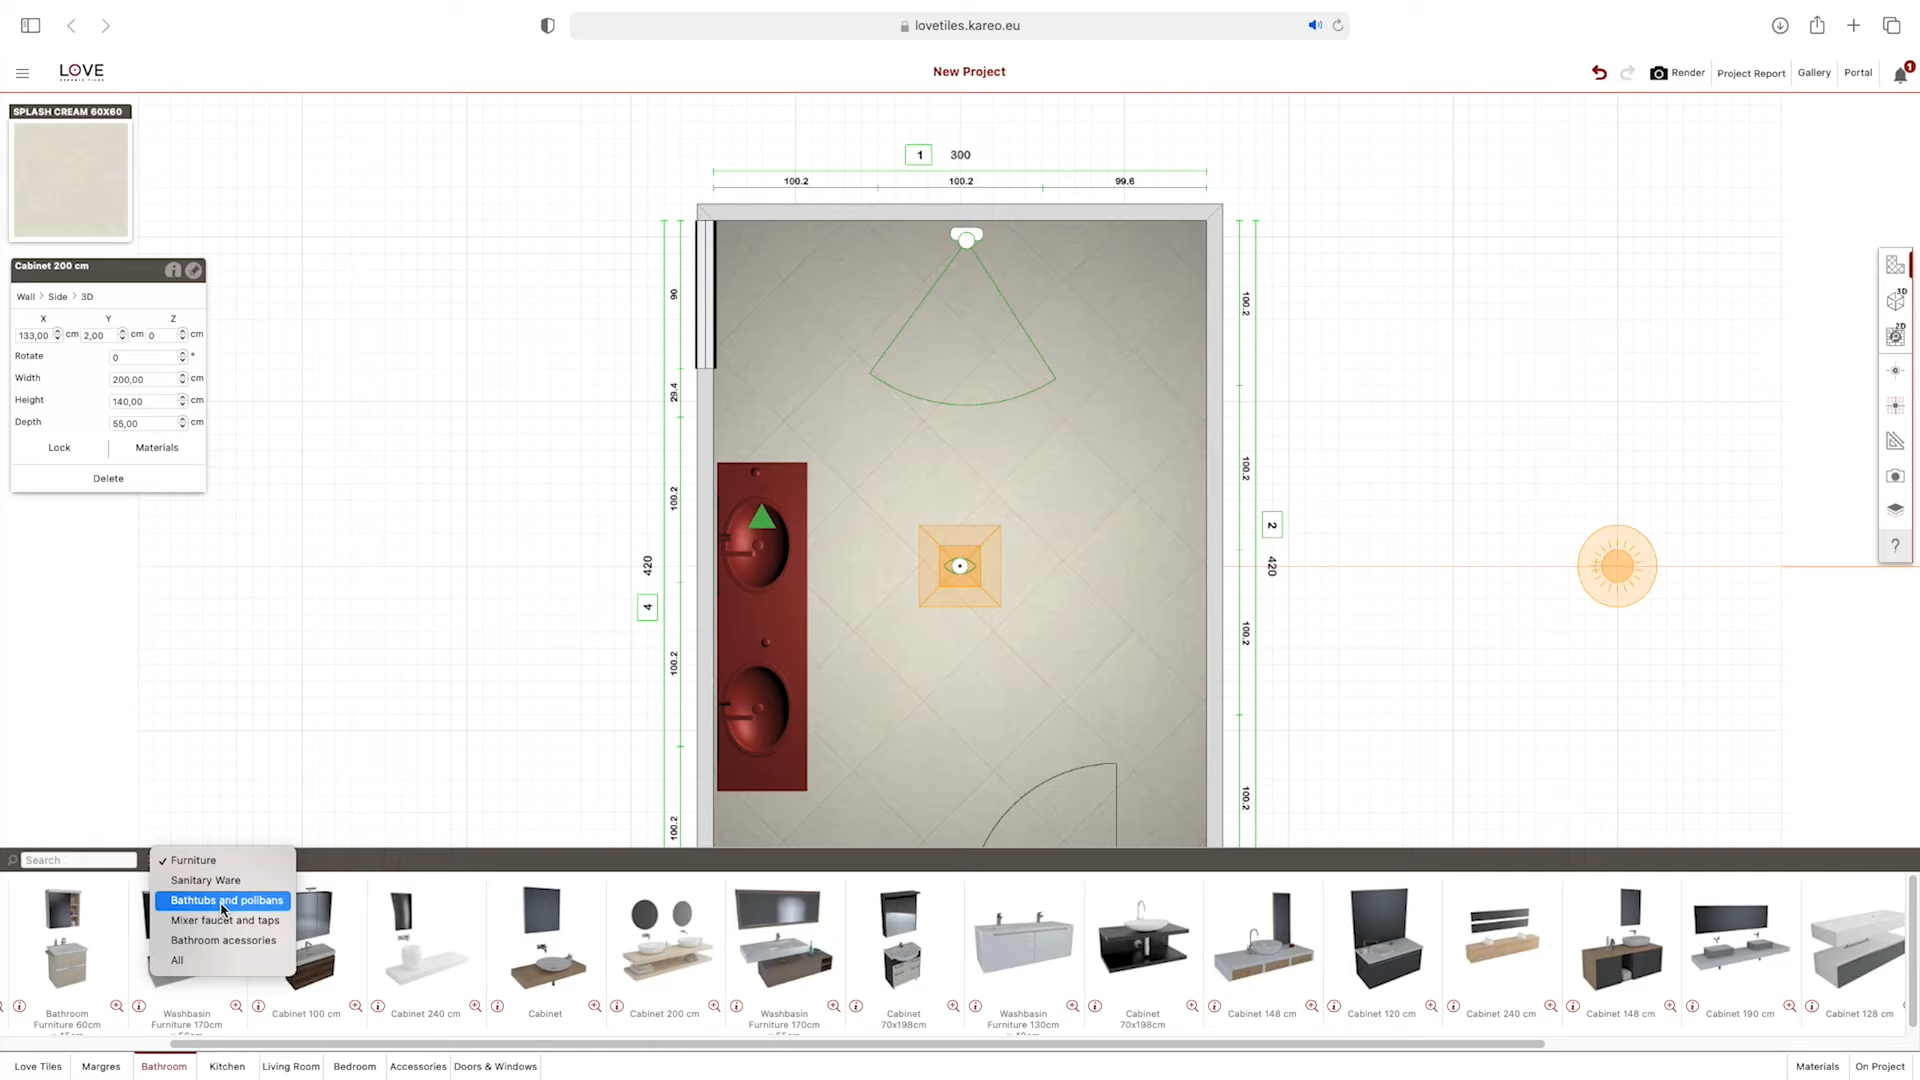 lovetiles.kareo.eu
LOVE
CERAMIC TILES
New Project
Render
Project Report
Gallery
Portal
1
SPLASH CREAM 60X60
Cabinet 200 cm
Wall > Side > 3D
X Y Z
133,00 cm 2,00 cm 0 cm
Rotate 0 °
Width 200,00 cm
Height 140,00 cm
Depth 55,00 cm
Lock Materials
Delete
1 300
100.2 100.2 99.6
90
29.4
100.2
100.2
100.2
420
4
100.2
100.2
100.2
100.2
2
420
3D
2D
?
Search
✓ Furniture
Sanitary Ware
Bathtubs and polibans
Mixer faucet and taps
Bathroom acessories
All
Bathroom
Furniture 60cm
Washbasin
Furniture 170cm
Cabinet 100 cm
Cabinet 240 cm
Cabinet
Cabinet 200 cm
Washbasin
Furniture 170cm
Cabinet
70x198cm
Washbasin
Furniture 130cm
Cabinet
70x198cm
Cabinet 148 cm
Cabinet 120 cm
Cabinet 240 cm
Cabinet 148 cm
Cabinet 190 cm
Cabinet 128 cm
Love Tiles
Margres
Bathroom
Kitchen
Living Room
Bedroom
Accessories
Doors & Windows
Materials
On Project